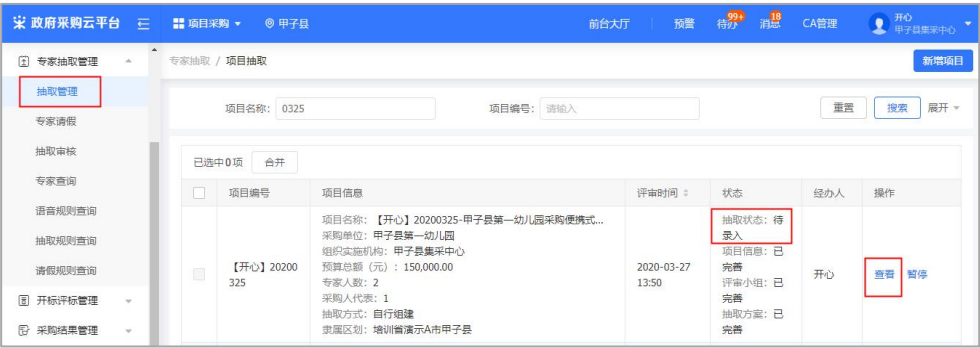 政府采购云平台 项目采购 甲子县 前台大厅 预警 待办 99+ 消息 18 CA管理 开心
甲子县集采中心
专家抽取管理
专家抽取 / 项目抽取 新增项目
抽取管理
专家请假
抽取审核
专家查询
语音规则查询
抽取规则查询
请假规则查询
开标评标管理
采购结果管理
项目名称: 0325 项目编号: 请输入 重置 搜索 展开
已选中0项 合并
项目编号 项目信息 评审时间 状态 经办人 操作
【开心】20200
325
项目名称: 【开心】20200325-甲子县第一幼儿园采购便携式...
采购单位: 甲子县第一幼儿园
组织实施机构: 甲子县集采中心
预算总额（元）: 150,000.00
专家人数: 2
采购人代表: 1
抽取方式: 自行组建
隶属区划: 培训省演示A市甲子县
2020-03-27
13:50
抽取状态: 待
录入
项目信息: 已
完善
评审小组: 已
完善
抽取方案: 已
完善
开心
查看 暂停